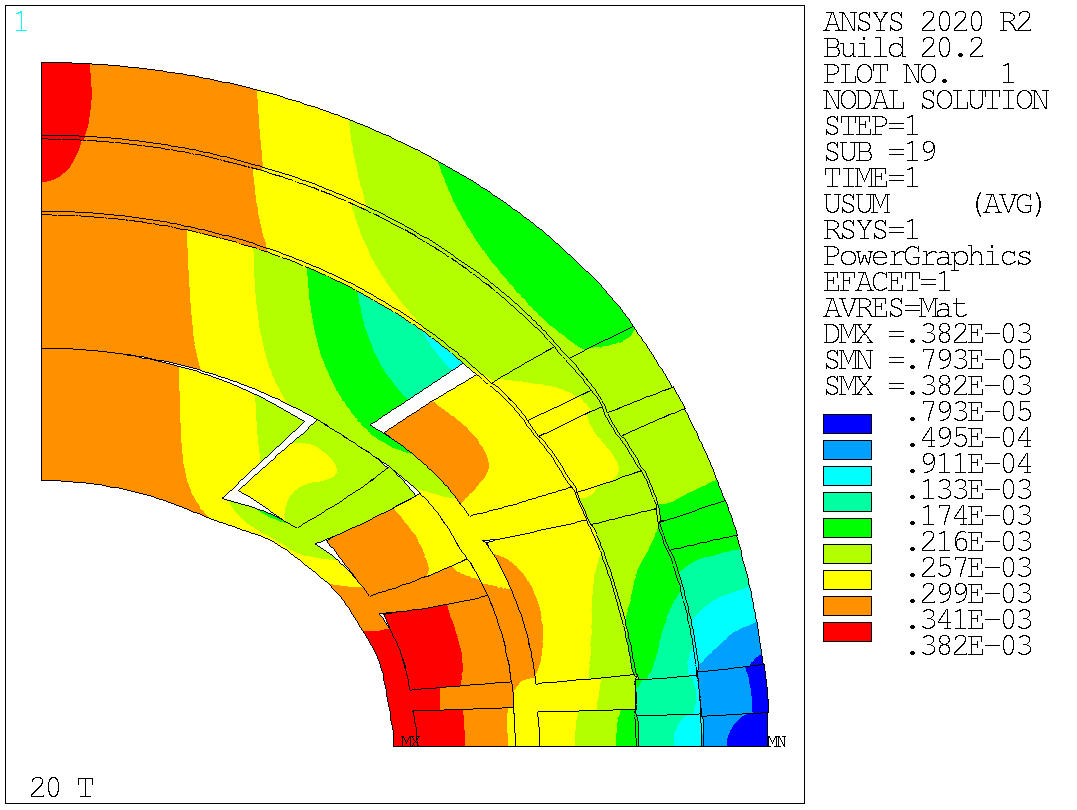 1
ANSYS 2020 R2
Build 20.2
PLOT NO.   1
NODAL SOLUTION
STEP=1
SUB =19
TIME=1
USUM     (AVG)
RSYS=1
PowerGraphics
EFACET=1
AVRES=Mat
DMX =.382E-03
SMN =.793E-05
SMX =.382E-03
.793E-05
.495E-04
.911E-04
.133E-03
.174E-03
.216E-03
.257E-03
.299E-03
.341E-03
.382E-03
MX
MN
20 T